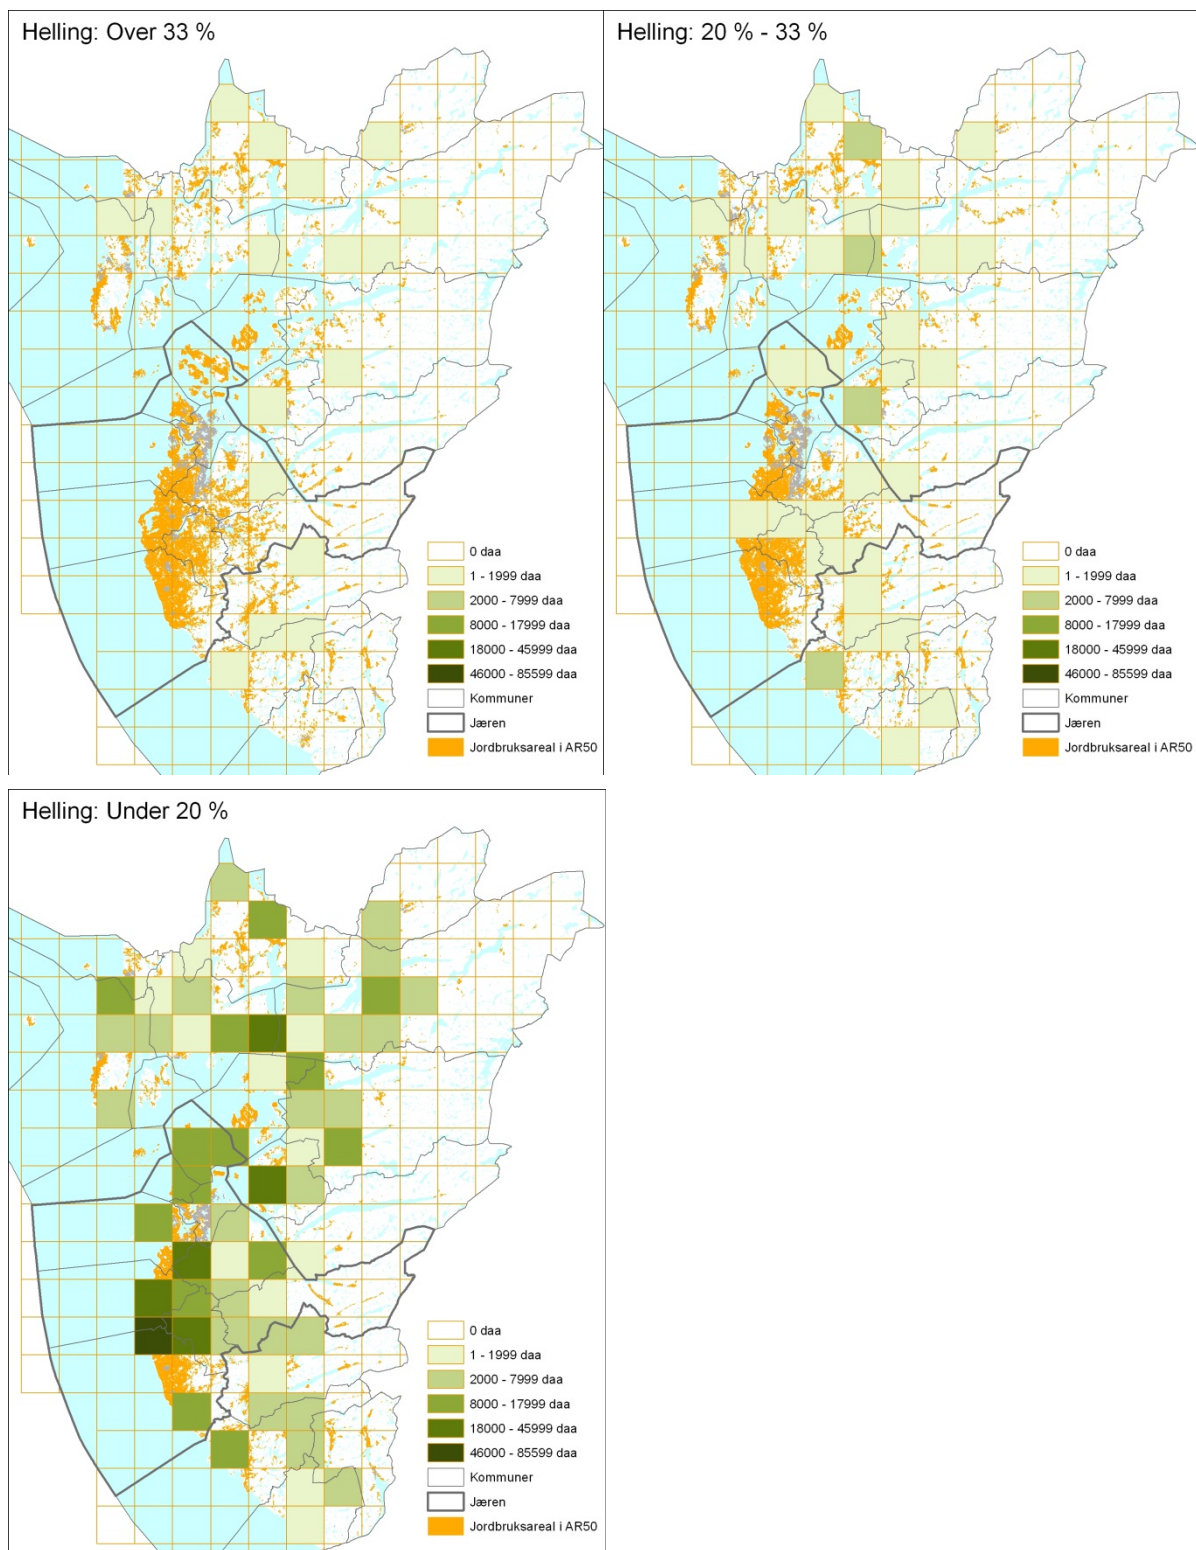 Helling: Over 33 %
0 daa
1 - 1999 daa
2000 - 7999 daa
8000 - 17999 daa
18000 - 45999 daa
46000 - 85599 daa
Kommuner
Jæren
Jordbruksareal i AR50
Helling: 20 % - 33 %
0 daa
1 - 1999 daa
2000 - 7999 daa
8000 - 17999 daa
18000 - 45999 daa
46000 - 85599 daa
Kommuner
Jæren
Jordbruksareal i AR50
Helling: Under 20 %
0 daa
1 - 1999 daa
2000 - 7999 daa
8000 - 17999 daa
18000 - 45999 daa
46000 - 85599 daa
Kommuner
Jæren
Jordbruksareal i AR50